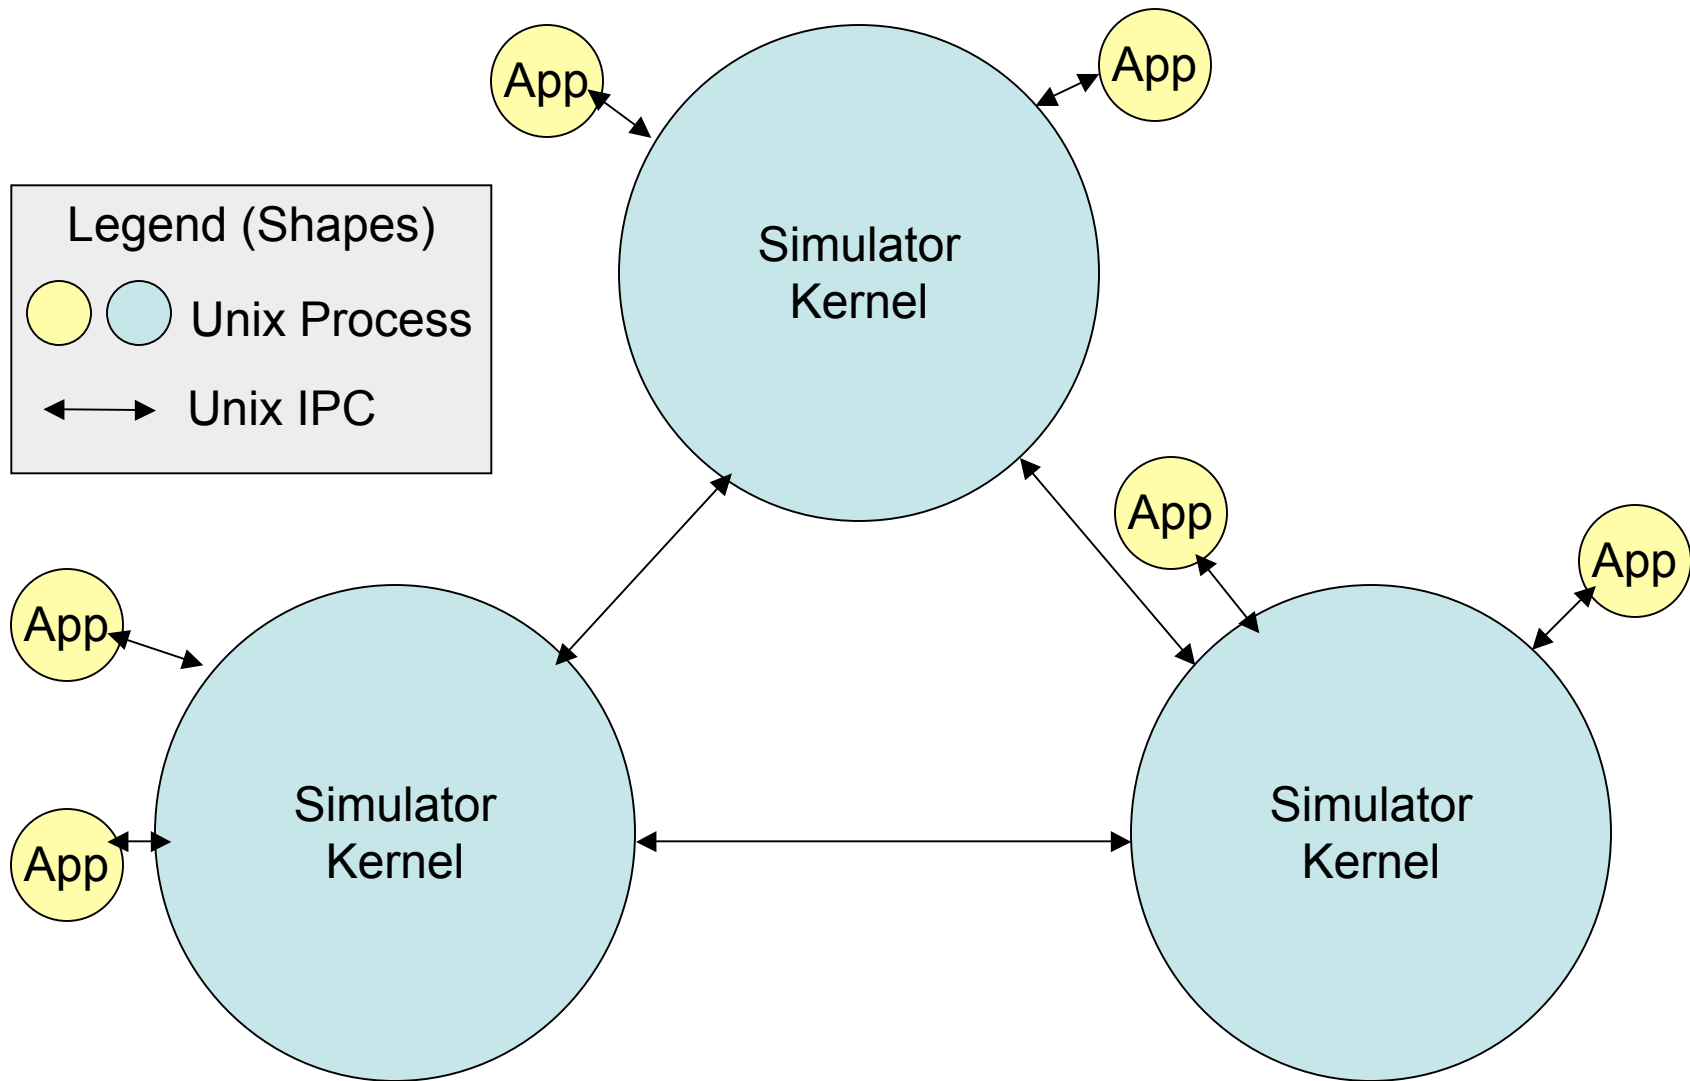 App
App
Legend (Shapes)
Unix Process
Unix IPC
Simulator
Kernel
App
App
App
App
Simulator
Kernel
Simulator
Kernel